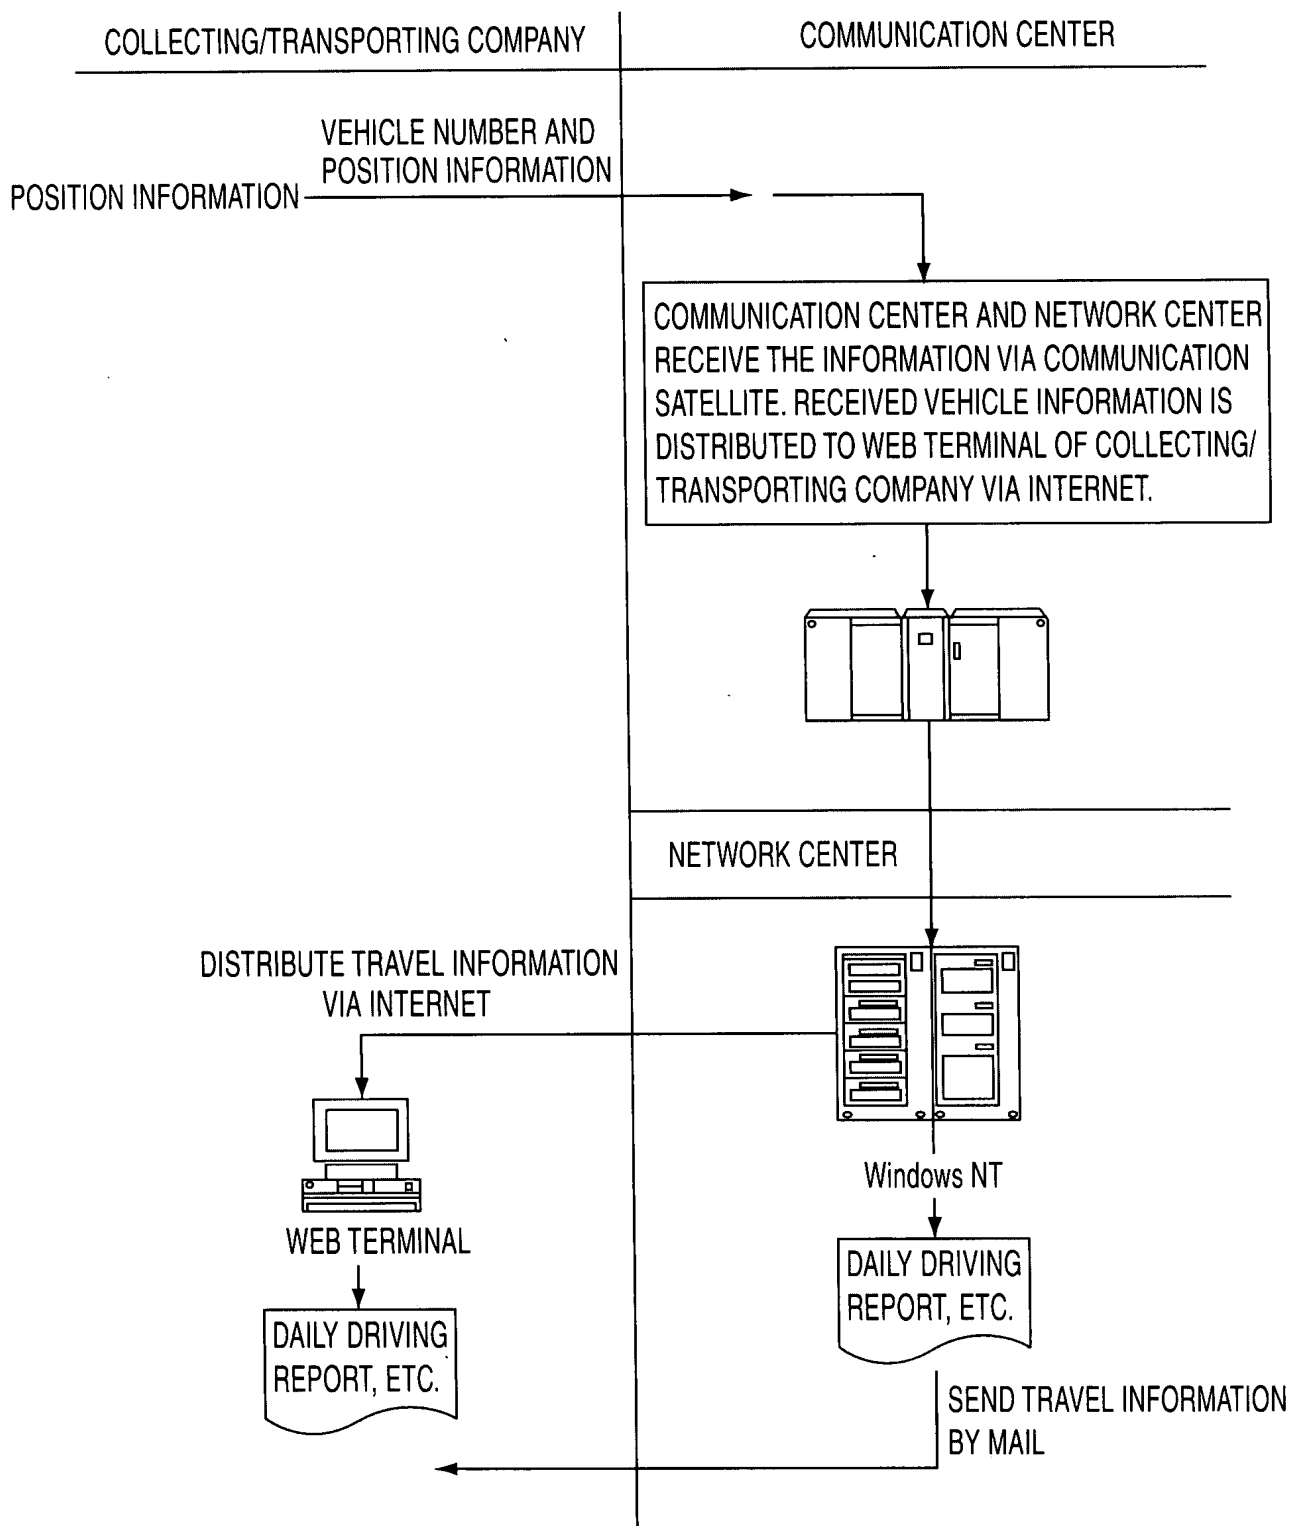 COLLECTING/TRANSPORTING COMPANY
COMMUNICATION CENTER
VEHICLE NUMBER AND
POSITION INFORMATION
POSITION INFORMATION
COMMUNICATION CENTER AND NETWORK CENTER
RECEIVE THE INFORMATION VIA COMMUNICATION
SATELLITE. RECEIVED VEHICLE INFORMATION IS
DISTRIBUTED TO WEB TERMINAL OF COLLECTING/
TRANSPORTING COMPANY VIA INTERNET.
NETWORK CENTER
DISTRIBUTE TRAVEL INFORMATION
VIA INTERNET
Windows NT
WEB TERMINAL
DAILY DRIVING
REPORT, ETC.
DAILY DRIVING
REPORT, ETC.
SEND TRAVEL INFORMATION
BY MAIL